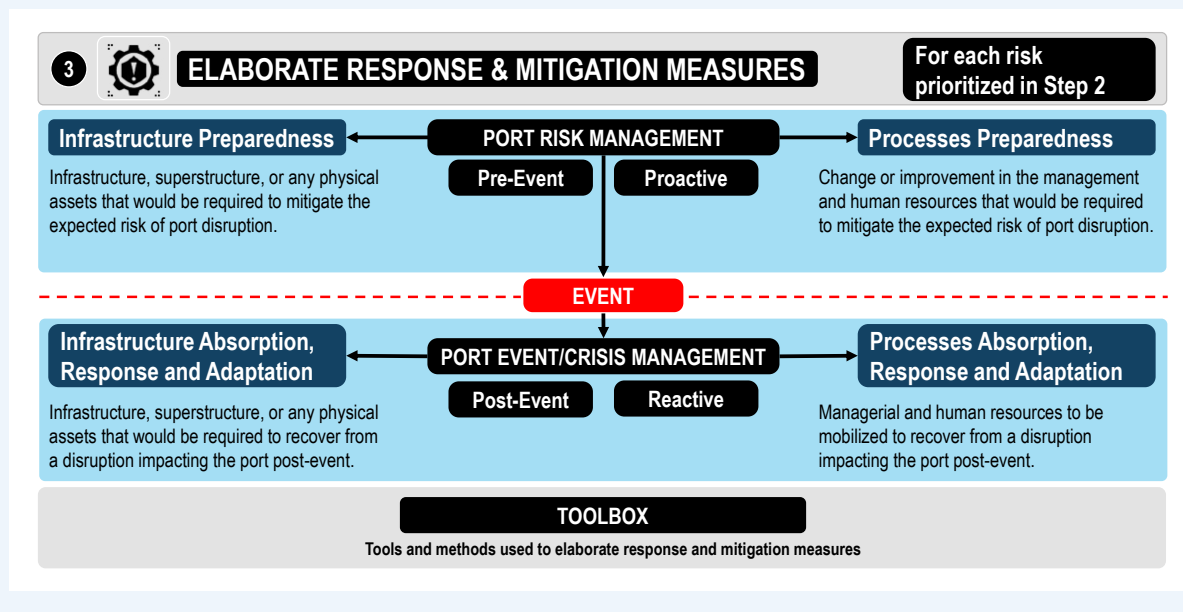 3
ELABORATE RESPONSE & MITIGATION MEASURES
For each risk
prioritized in Step 2
Infrastructure Preparedness
PORT RISK MANAGEMENT
Processes Preparedness
Pre-Event
Proactive
Infrastructure, superstructure, or any physical
assets that would be required to mitigate the
expected risk of port disruption.
Change or improvement in the management
and human resources that would be required
to mitigate the expected risk of port disruption.
EVENT
Infrastructure Absorption,
Response and Adaptation
PORT EVENT/CRISIS MANAGEMENT
Processes Absorption,
Response and Adaptation
Post-Event
Reactive
Infrastructure, superstructure, or any physical
assets that would be required to recover from
a disruption impacting the port post-event.
Managerial and human resources to be
mobilized to recover from a disruption
impacting the port post-event.
TOOLBOX
Tools and methods used to elaborate response and mitigation measures